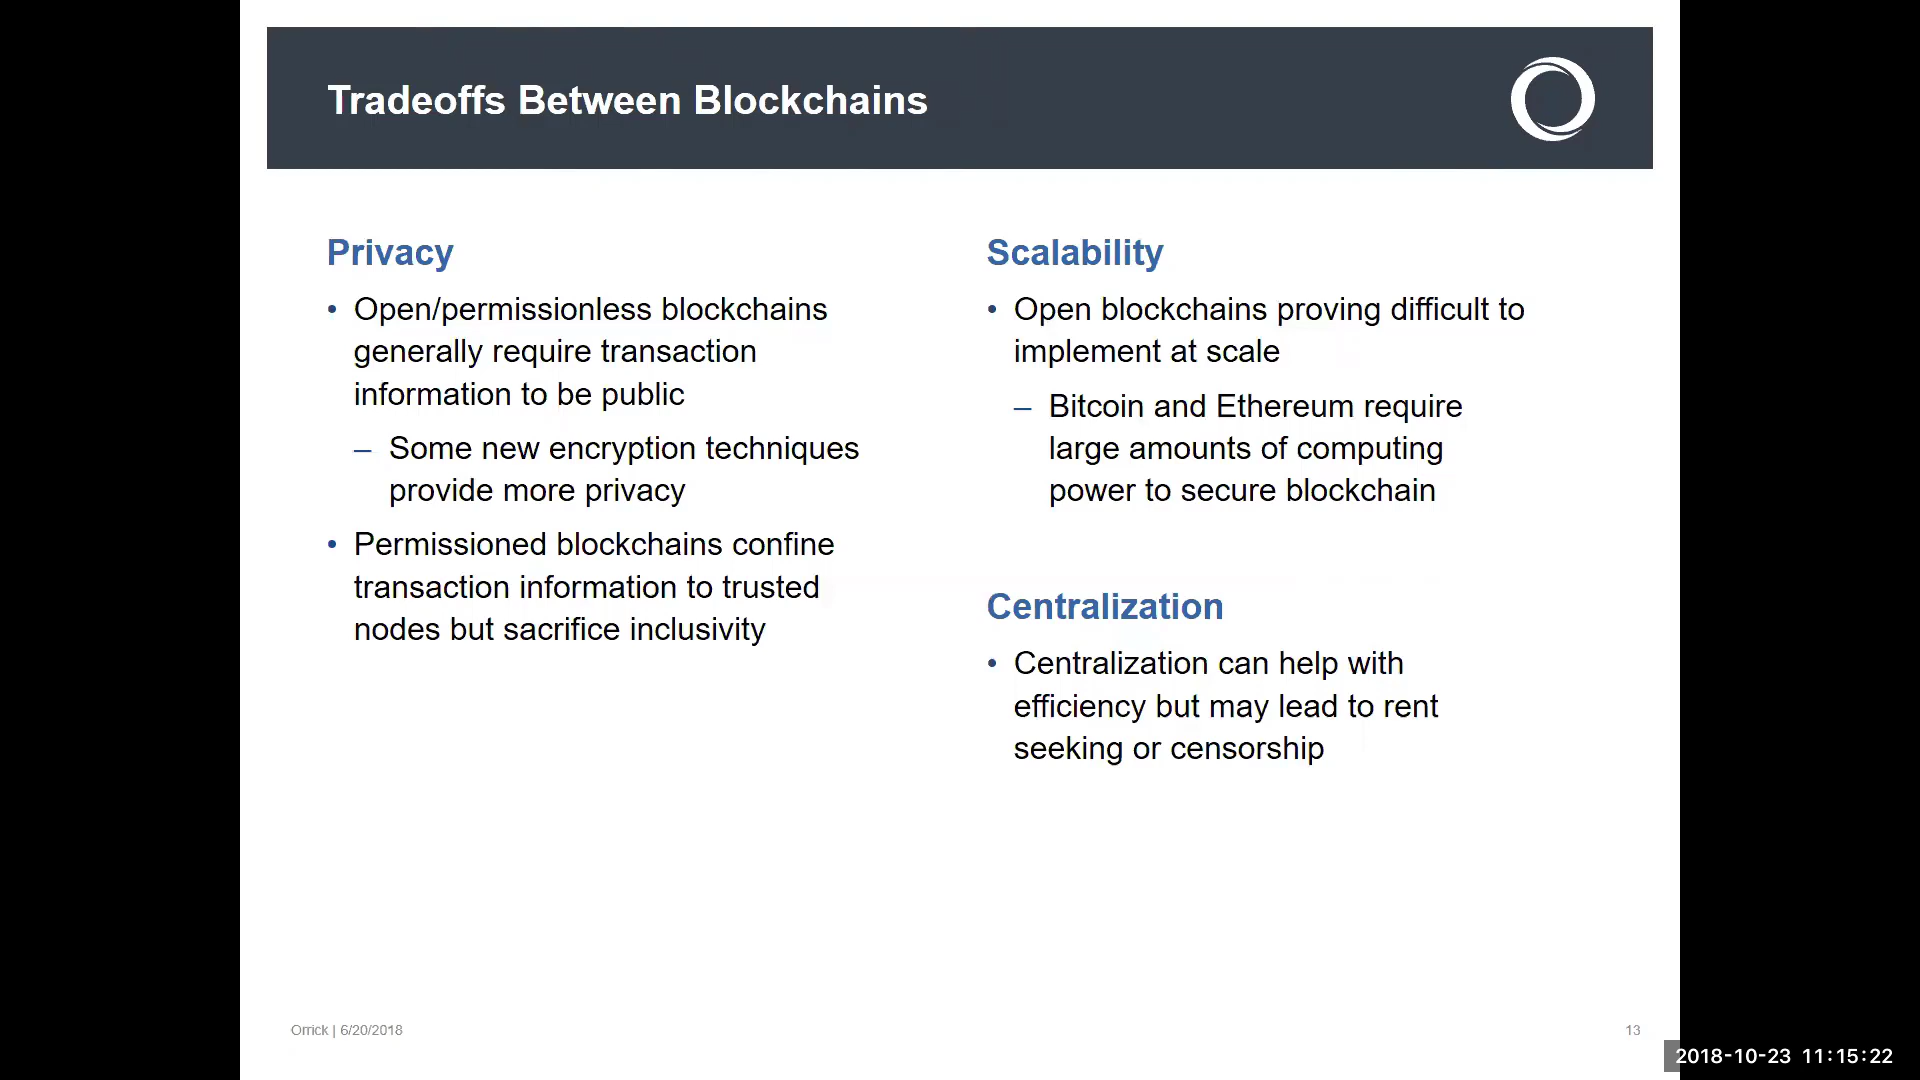 Tradeoffs Between Blockchains
Privacy
• Open/permissionless blockchains
generally require transaction
information to be public
– Some new encryption techniques
provide more privacy
• Permissioned blockchains confine
transaction information to trusted
nodes but sacrifice inclusivity
Scalability
• Open blockchains proving difficult to
implement at scale
– Bitcoin and Ethereum require
large amounts of computing
power to secure blockchain
Centralization
• Centralization can help with
efficiency but may lead to rent
seeking or censorship
Orrick | 6/20/2018
13
2018-10-23 11:15:22